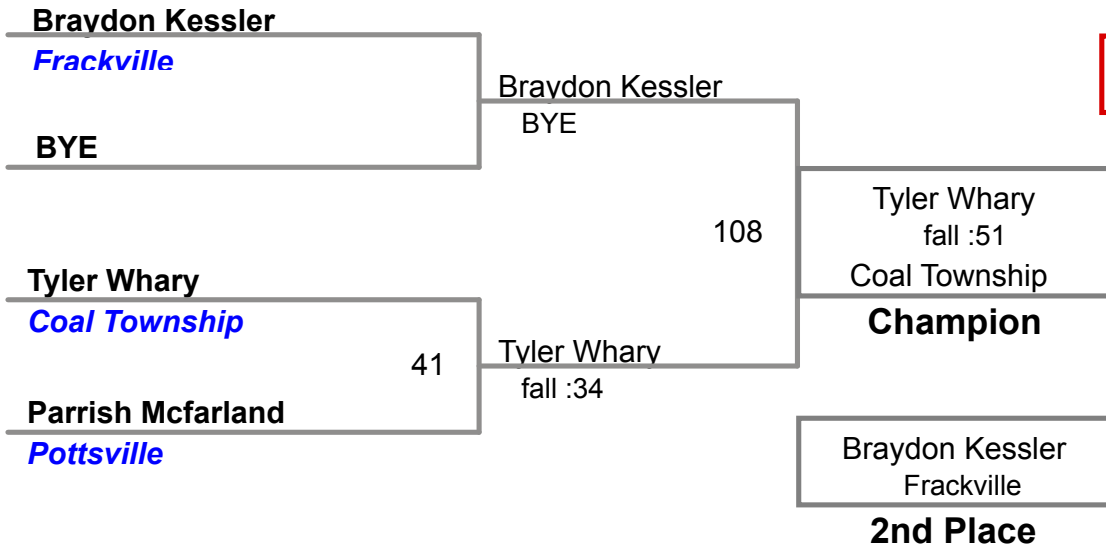 Braydon Kessler
Frackville
BYE
Braydon Kessler
BYE
Tyler Whary
Coal Township
41
Parrish Mcfarland
Pottsville
Tyler Whary
fall :34
108
Tyler Whary
fall :51
Coal Township
Champion
Braydon Kessler
Frackville
2nd Place